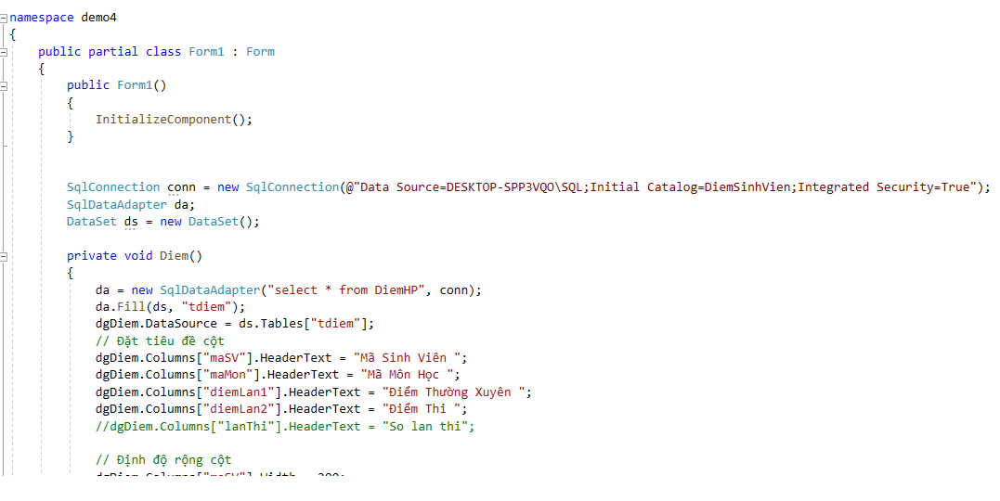 namespace demo4
{
public partial class Form1 : Form
{
public Form1()
{
InitializeComponent();
}
SqlConnection conn = new SqlConnection(@"Data Source=DESKTOP-SPP3VQO\SQL;Initial Catalog=DiemSinhVien;Integrated Security=True");
SqlDataAdapter da;
DataSet ds = new DataSet();
private void Diem()
{
da = new SqlDataAdapter("select * from DiemHP", conn);
da.Fill(ds, "tdiem");
dgDiem.DataSource = ds.Tables["tdiem"];
// Đặt tiêu đề cột
dgDiem.Columns["maSV"].HeaderText = "Mã Sinh Viên ";
dgDiem.Columns["maMon"].HeaderText = "Mã Môn Học ";
dgDiem.Columns["diemLan1"].HeaderText = "Điểm Thường Xuyên ";
dgDiem.Columns["diemLan2"].HeaderText = "Điểm Thi ";
//dgDiem.Columns["lanThi"].HeaderText = "So lan thi";
// Định độ rộng cột